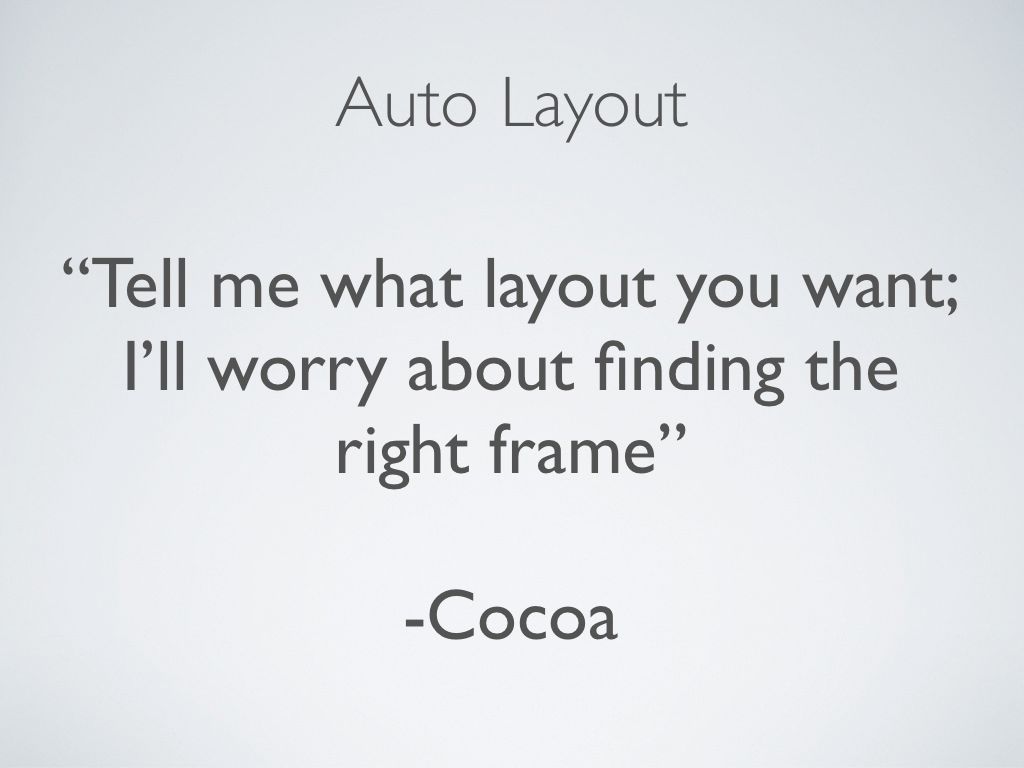 Auto Layout
“Tell me what layout you want;
I’ll worry about finding the
right frame”
-Cocoa